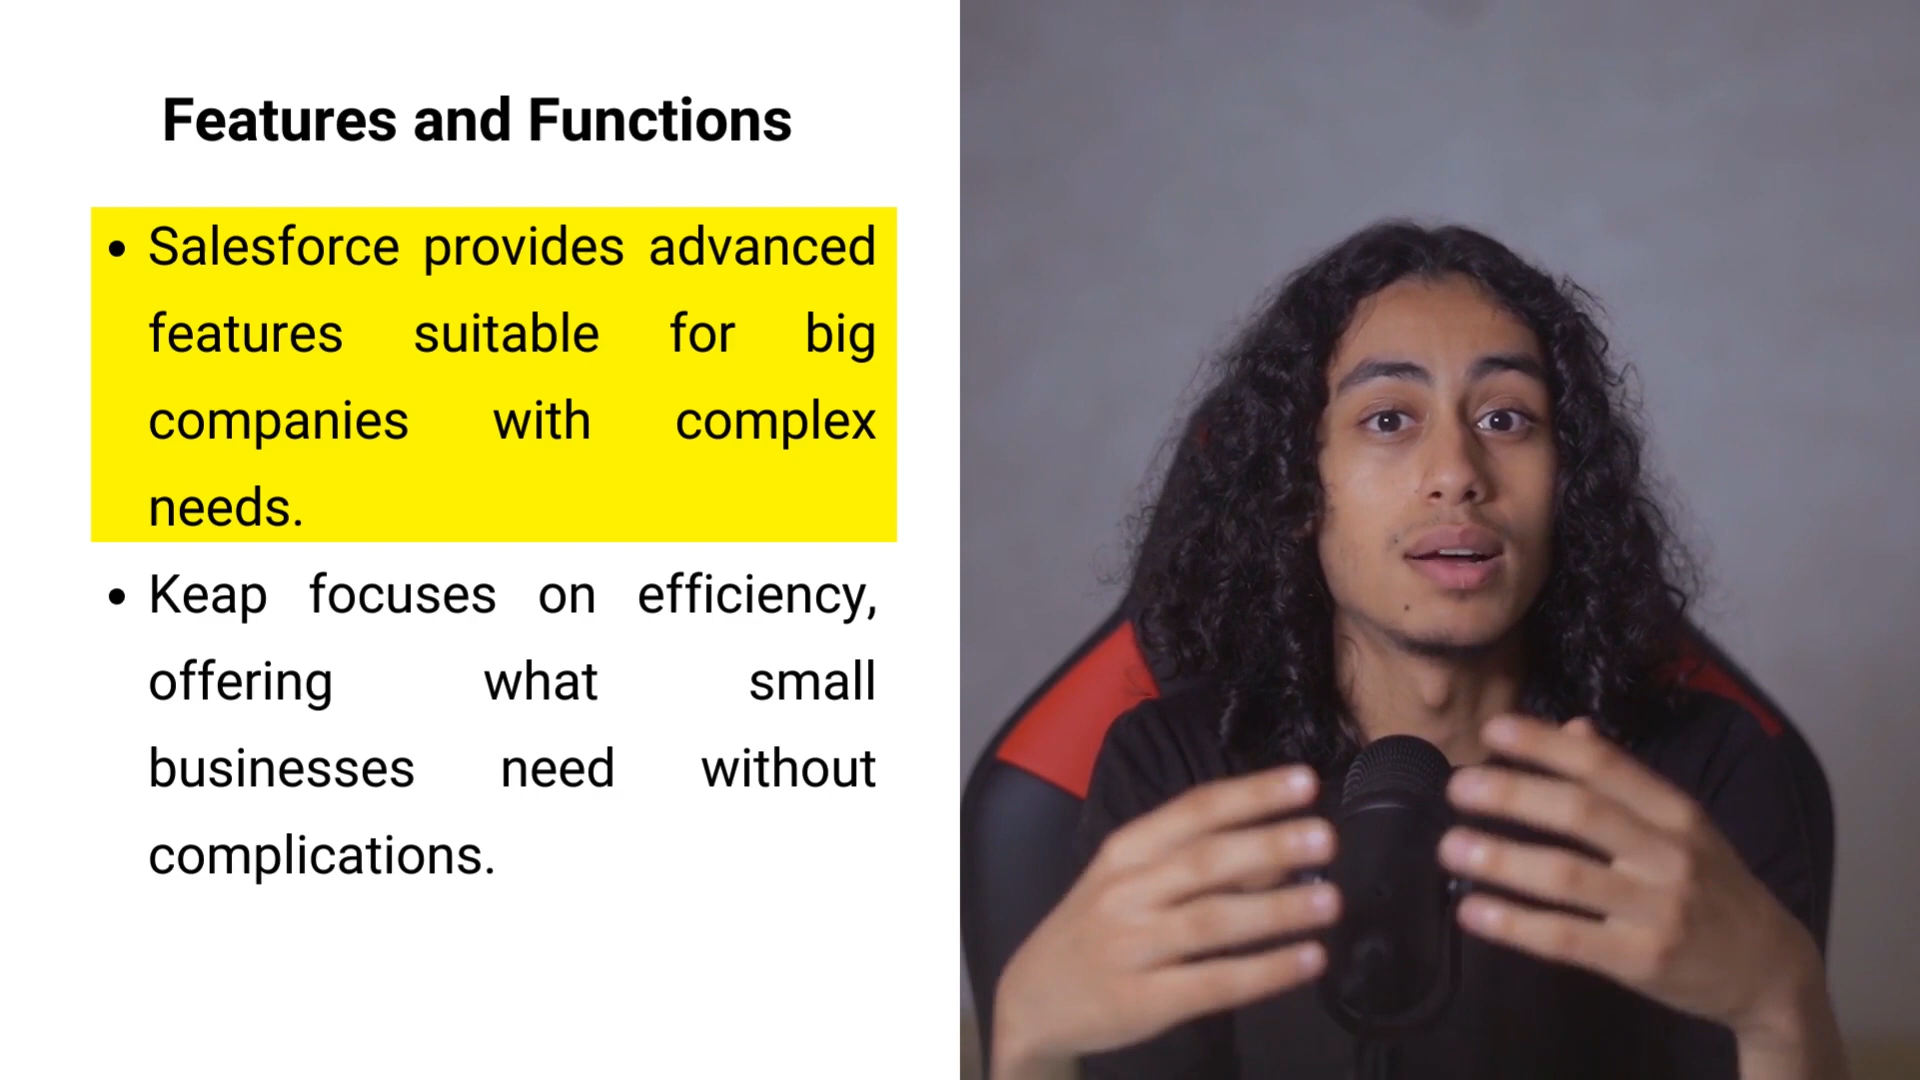 Features and Functions
• Salesforce provides advanced
features suitable for big
companies with complex
needs.
• Keap focuses on efficiency,
offering what small
businesses need without
complications.